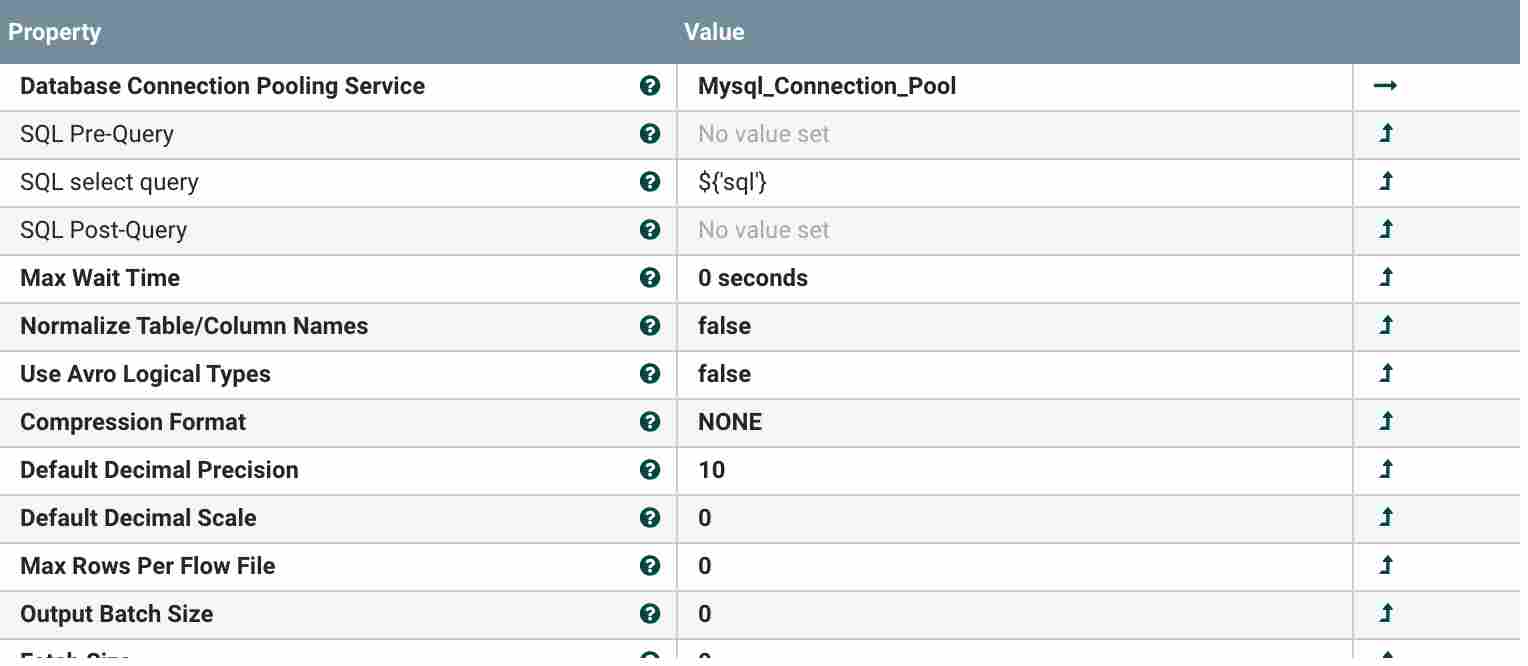 Property Value
Database Connection Pooling Service ? Mysql_Connection_Pool
SQL Pre-Query ? No value set
SQL select query ? ${'sql'}
SQL Post-Query ? No value set
Max Wait Time ? 0 seconds
Normalize Table/Column Names ? false
Use Avro Logical Types ? false
Compression Format ? NONE
Default Decimal Precision ? 10
Default Decimal Scale ? 0
Max Rows Per Flow File ? 0
Output Batch Size ? 0